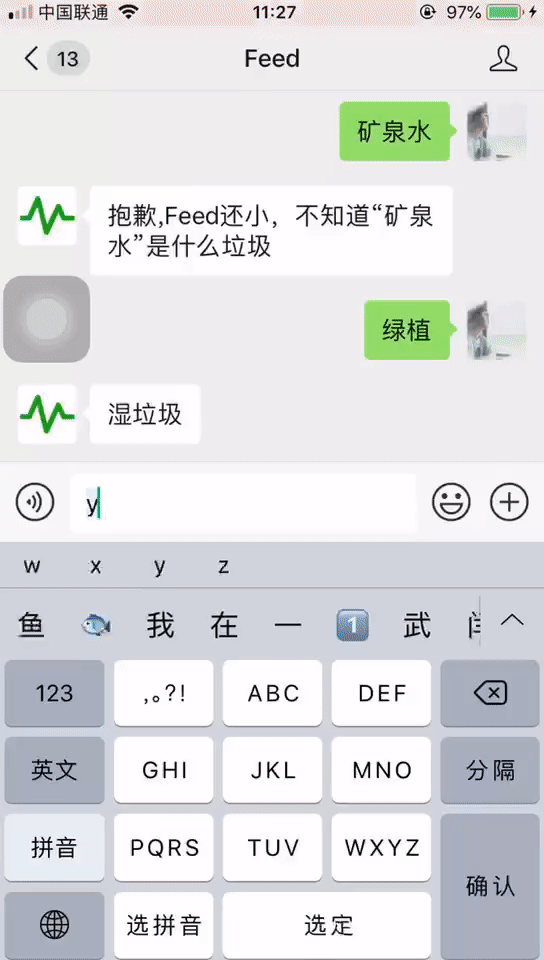 中国联通 11:27 97%
13 Feed
矿泉水
抱歉,Feed还小，不知道“矿泉
水”是什么垃圾
绿植
湿垃圾
y
w x y z
鱼 🐟 我 在 一 1️⃣ 武
123 ,。?! ABC DEF
英文 GHI JKL MNO 分隔
拼音 PQRS TUV WXYZ 确认
选拼音 选定